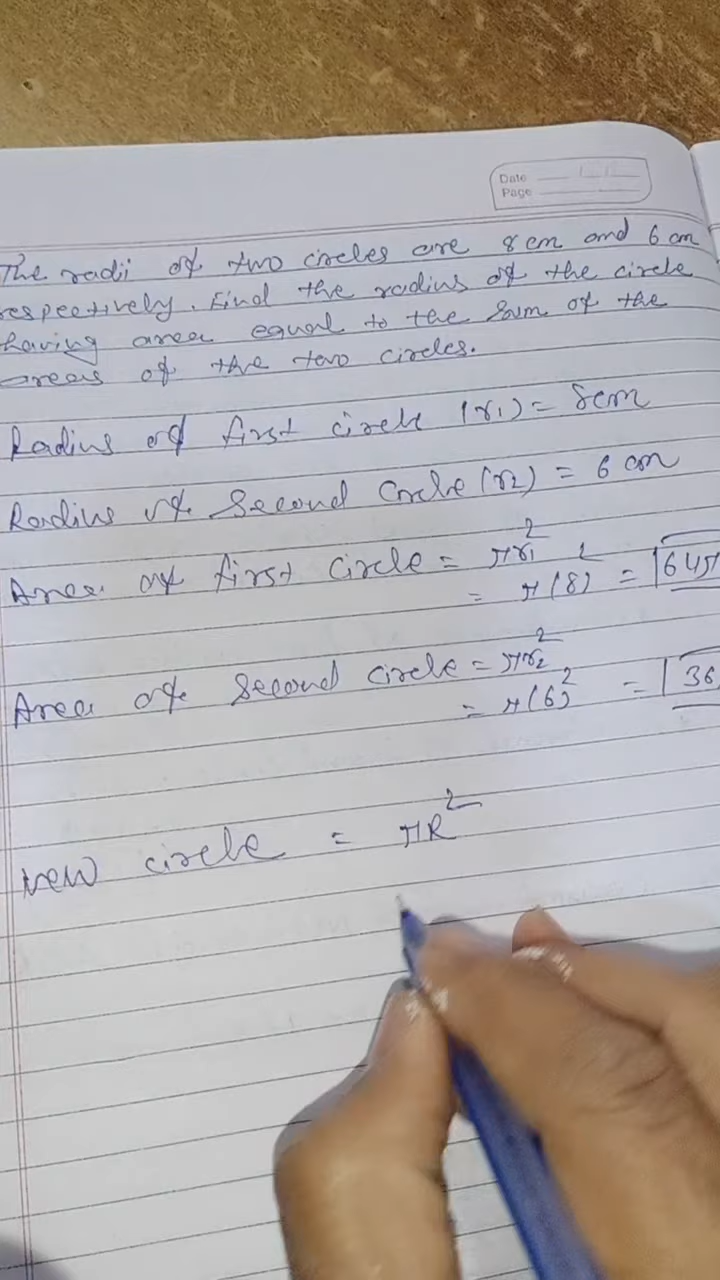 Date
Page
The radii of two circles are 8cm and 6 cm
respectively. Find the radius of the circle
having area equal to the sum of the
areas of the two circles.
Radius of first circle (r1) = 8cm
Radius of second circle (r2) = 6 cm
Area of first circle = πr1²
= π(8)² = 64π
Area of second circle = πr2²
= π(6)² = 36
New circle = πR²